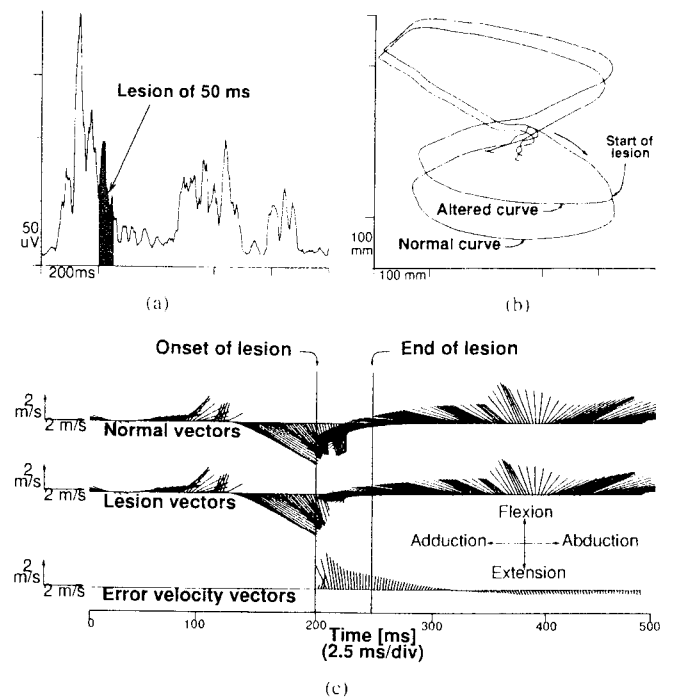 Lesion of 50 ms
50
uV
200ms
(a)
Start of
lesion
Altered curve
Normal curve
100
mm
100 mm
(b)
Onset of lesion
End of lesion
2
m/s
2 m/s
Normal vectors
2
m/s
2 m/s
Lesion vectors
Flexion
Adduction
Abduction
Extension
2
m/s
2 m/s
Error velocity vectors
0
100
200
300
400
500
Time [ms]
(2.5 ms/div)
(c)